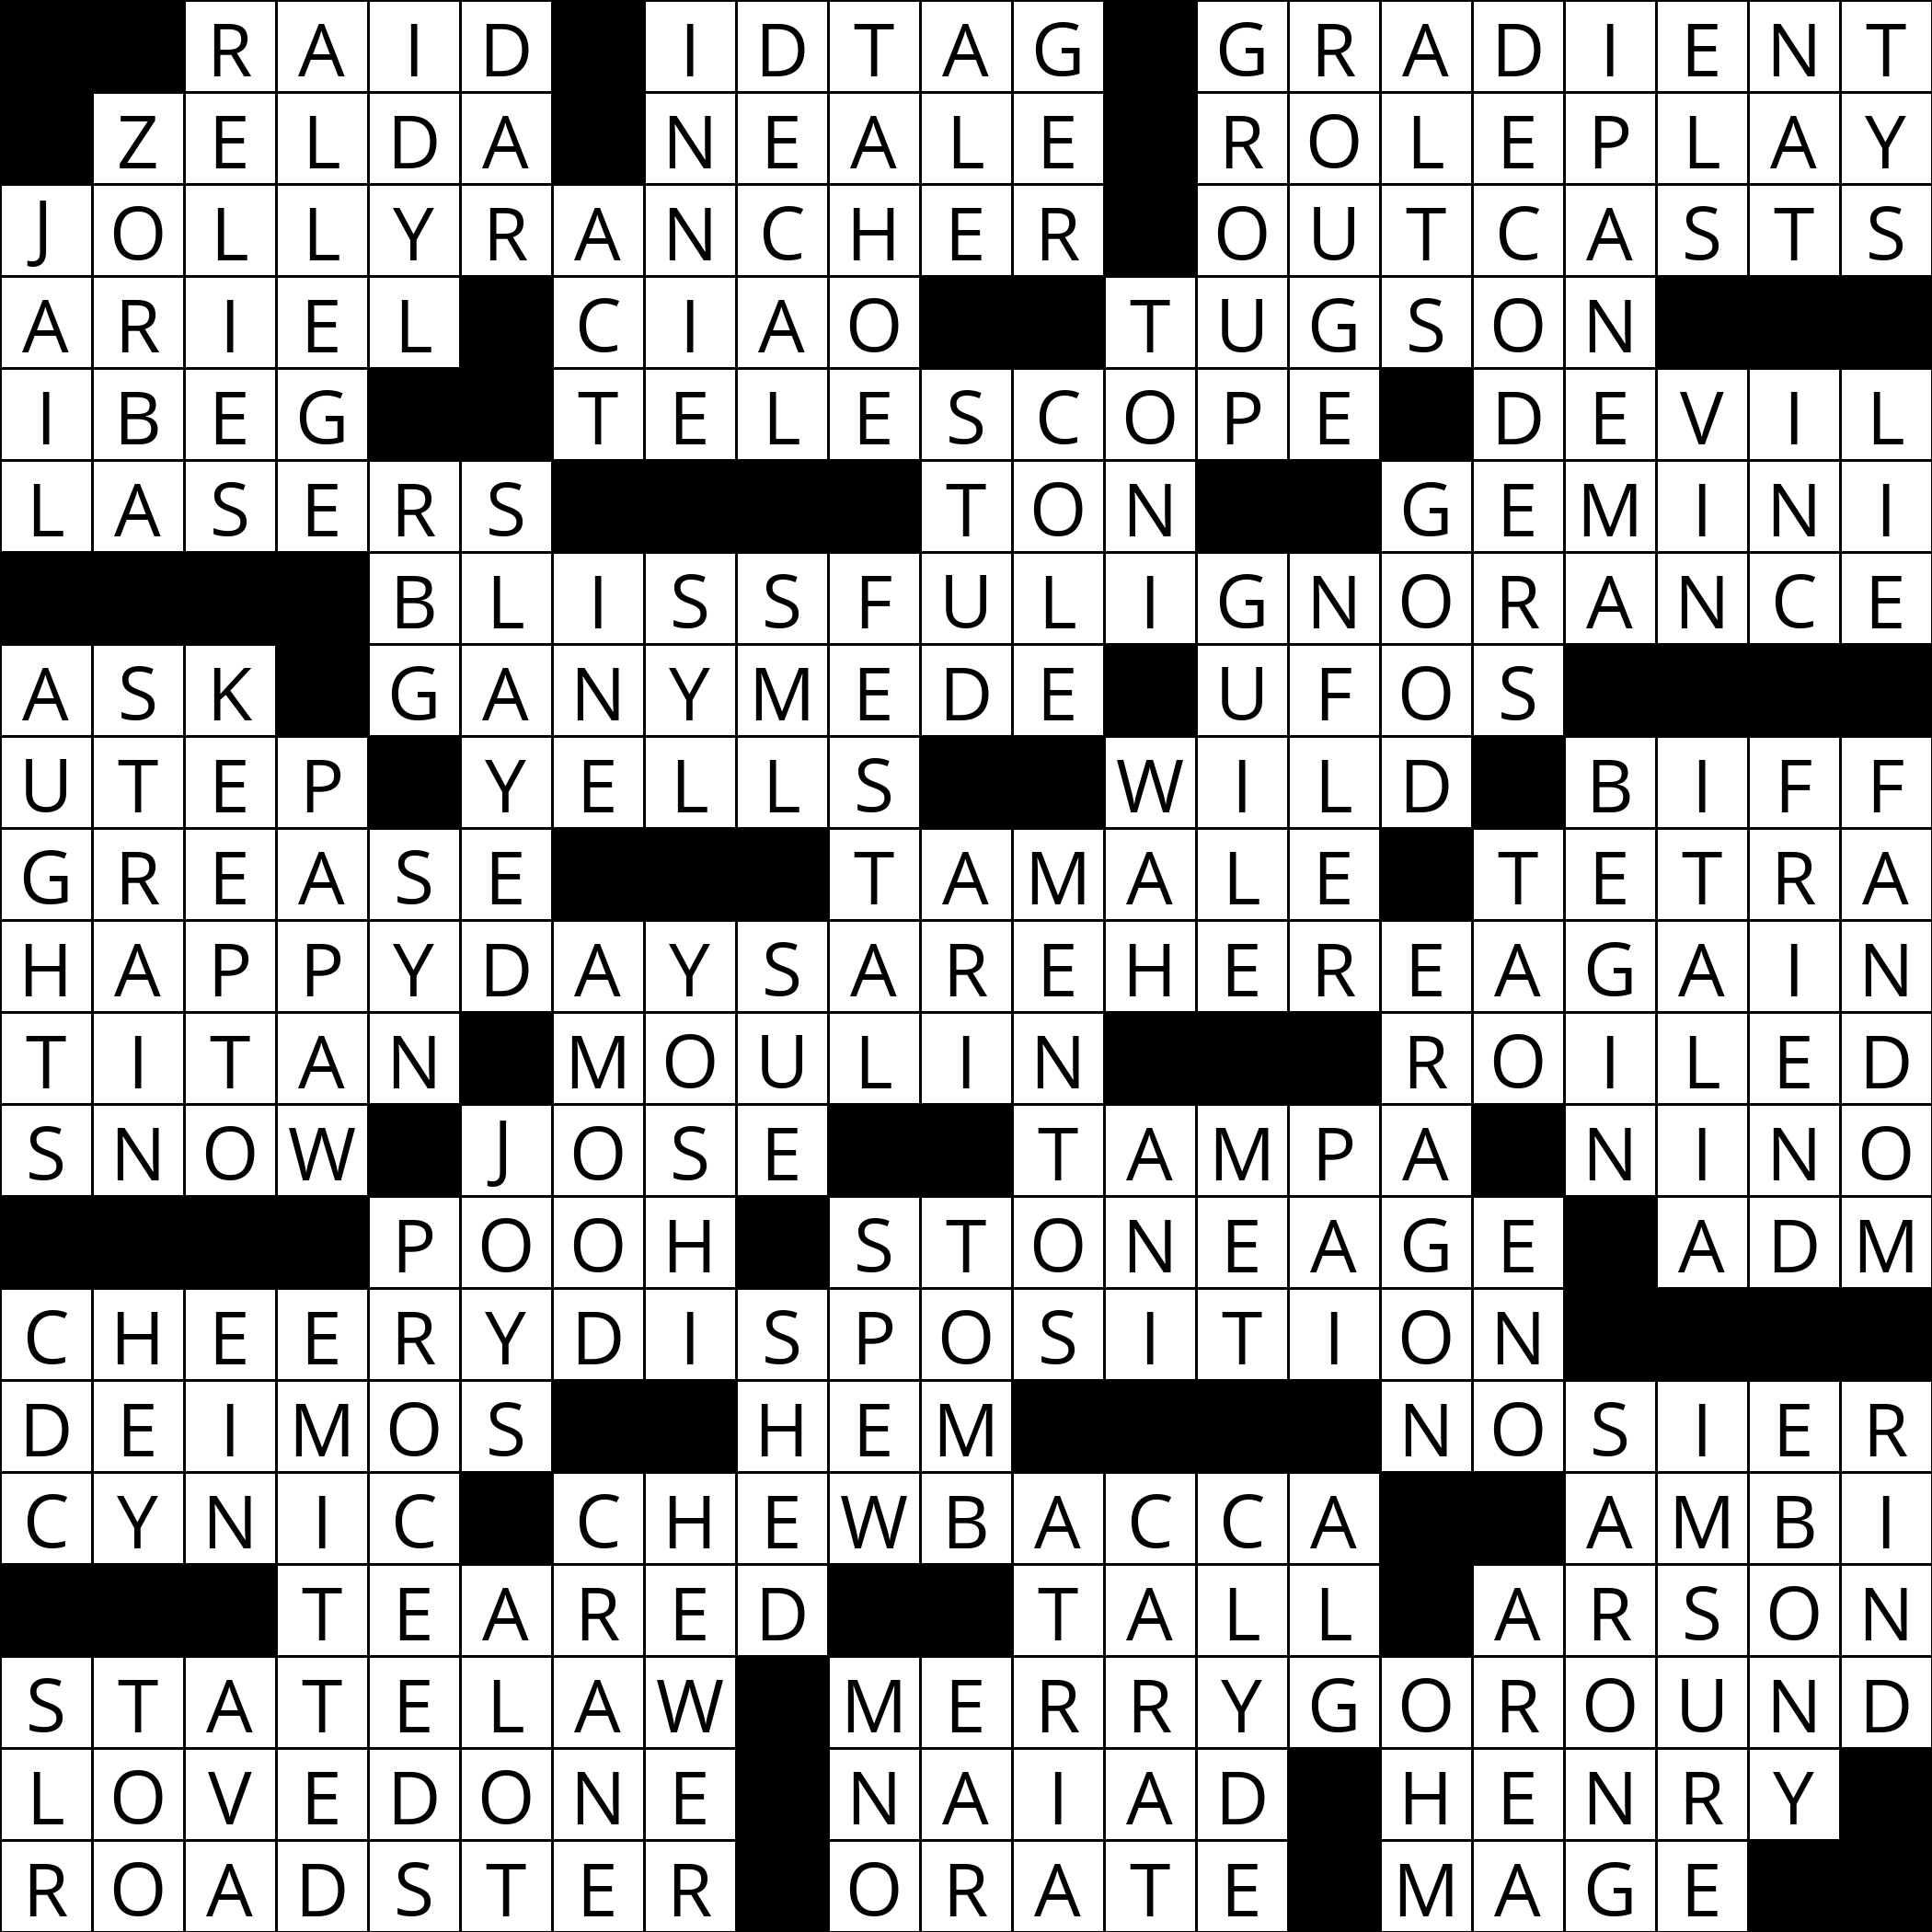 RAID IDTAG GRADIENT
ZELDA NEALE ROLEPLAY
JOLLYRANCHER OUTCASTS
ARIEL CIAO TUGSON
IBEG TELESCOPE DEVIL
LASERS TON GEMINI
BLISSFULIGNORANCE
ASK GANYMEDE UFOS
UTEP YELLS WILD BIFF
GREASE TAMALE TETRA
HAPPYDAYSAREHEREAGAIN
TITAN MOULIN ROILED
SNOW JOSE TAMPA NINO
POOH STONEAGE ADM
CHEERYDISPOSITION
DEIMOS HEM NOSIER
CYNIC CHEWBACCA AMBI
TEARED TALL ARSON
STATELAW MERRYGOROUND
LOVEDONE NAIAD HENRY
ROADSTER ORATE MAGE